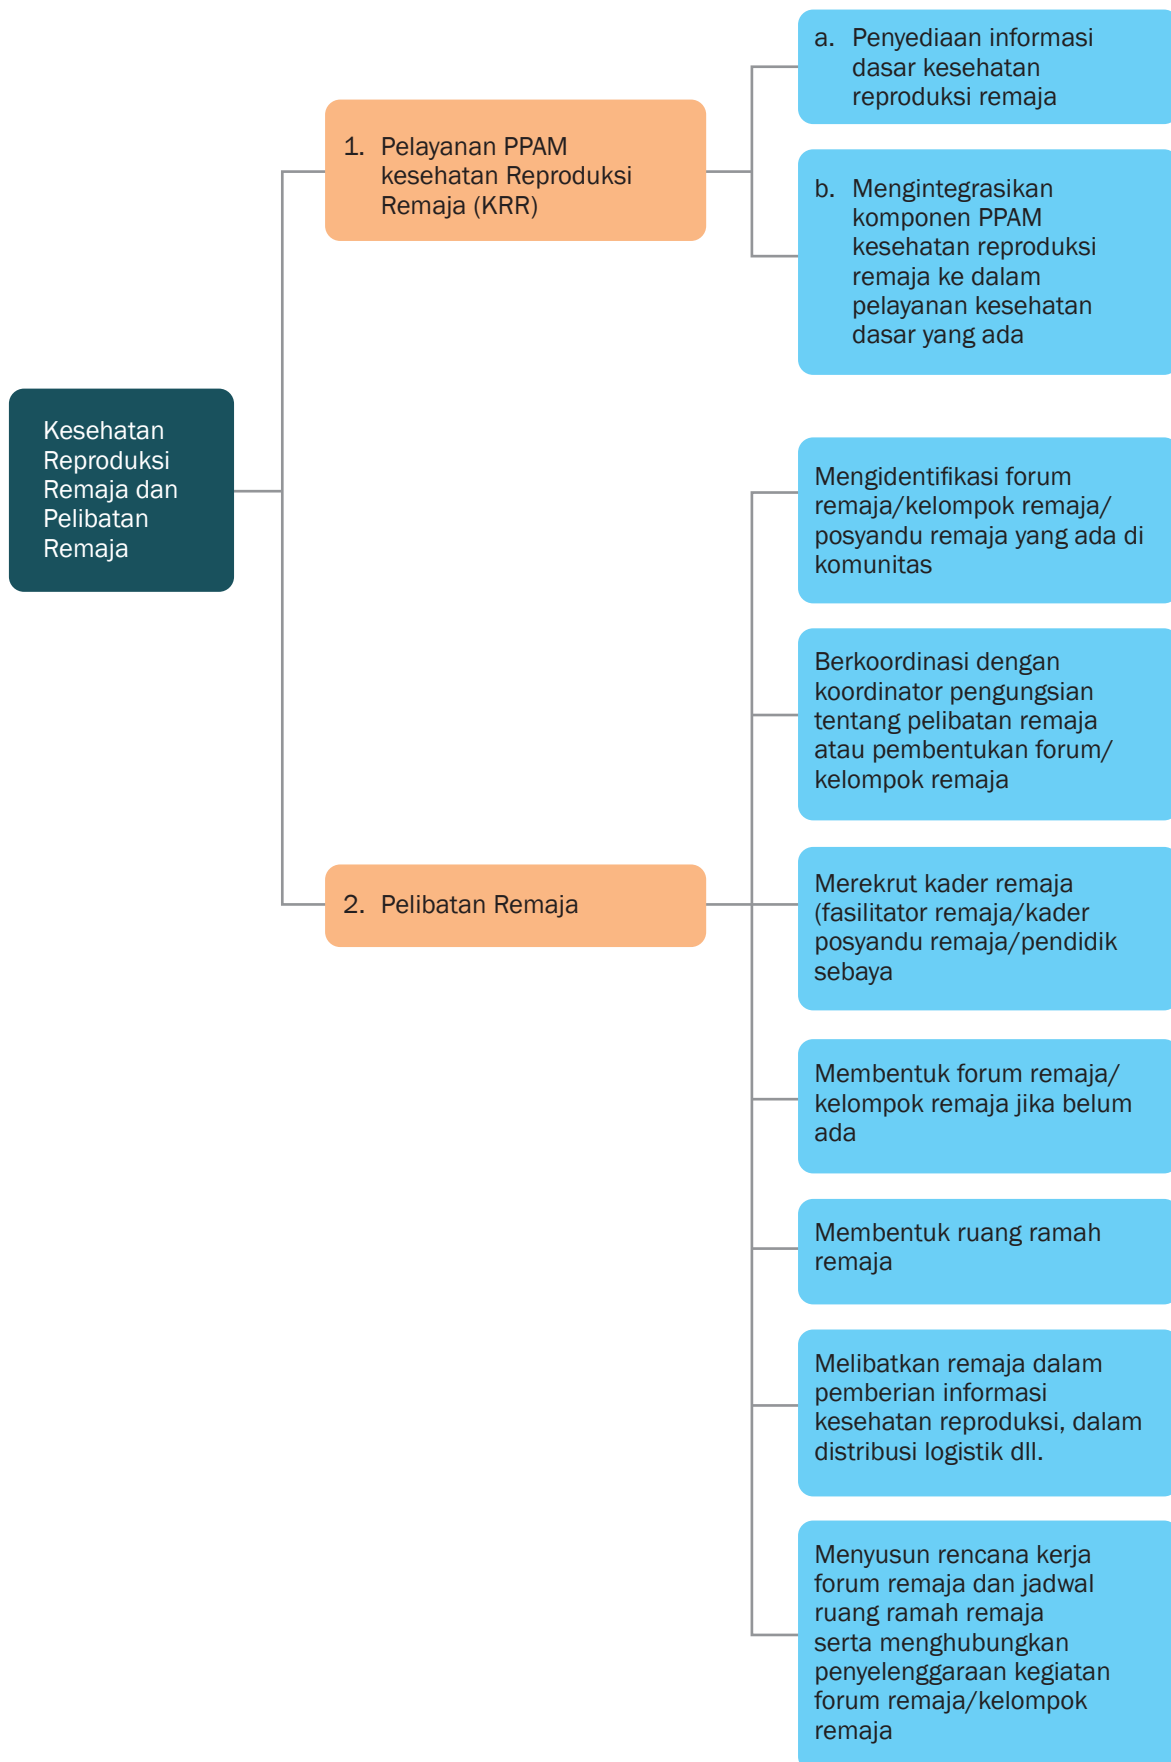 Kesehatan
Reproduksi
Remaja dan
Pelibatan
Remaja
1. Pelayanan PPAM
kesehatan Reproduksi
Remaja (KRR)
a. Penyediaan informasi
dasar kesehatan
reproduksi remaja
b. Mengintegrasikan
komponen PPAM
kesehatan reproduksi
remaja ke dalam
pelayanan kesehatan
dasar yang ada
2. Pelibatan Remaja
Mengidentifikasi forum
remaja/kelompok remaja/
posyandu remaja yang ada di
komunitas
Berkoordinasi dengan
koordinator pengungsian
tentang pelibatan remaja
atau pembentukan forum/
kelompok remaja
Merekrut kader remaja
(fasilitator remaja/kader
posyandu remaja/pendidik
sebaya
Membentuk forum remaja/
kelompok remaja jika belum
ada
Membentuk ruang ramah
remaja
Melibatkan remaja dalam
pemberian informasi
kesehatan reproduksi, dalam
distribusi logistik dll.
Menyusun rencana kerja
forum remaja dan jadwal
ruang ramah remaja
serta menghubungkan
penyelenggaraan kegiatan
forum remaja/kelompok
remaja